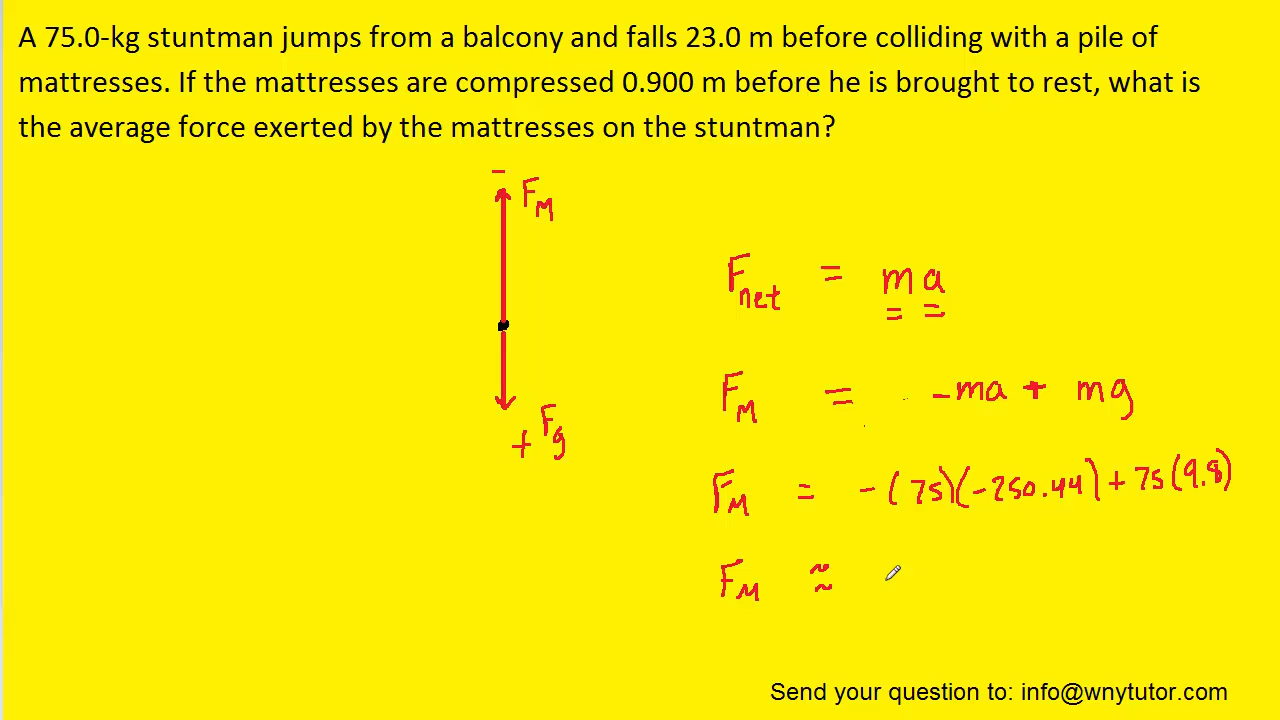 A 75.0-kg stuntman jumps from a balcony and falls 23.0 m before colliding with a pile of
mattresses. If the mattresses are compressed 0.900 m before he is brought to rest, what is
the average force exerted by the mattresses on the stuntman?
-
F_M
F_net = ma
F_M = -ma + mg
+ F_g
F_M = -(75)(-250.44) + 75(9.8)
F_M ≈
Send your question to: info@wnytutor.com